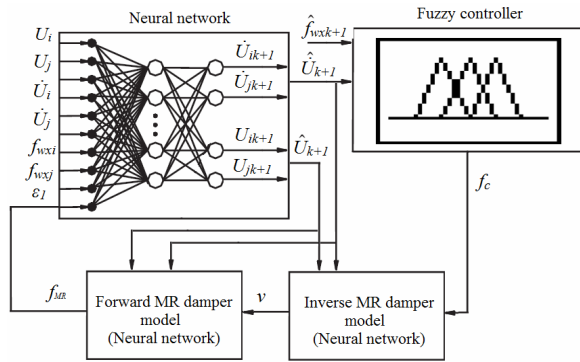 Neural network
Fuzzy controller
U_i
U_j
U̇_i
U̇_j
f_wxi
f_wxj
ε_1
U̇_ik+1
U̇_jk+1
U_ik+1
U_jk+1
f̂_wxk+1
U̇̂_k+1
Û_k+1
f_c
f_MR
Forward MR damper
model
(Neural network)
v
Inverse MR damper
model
(Neural network)